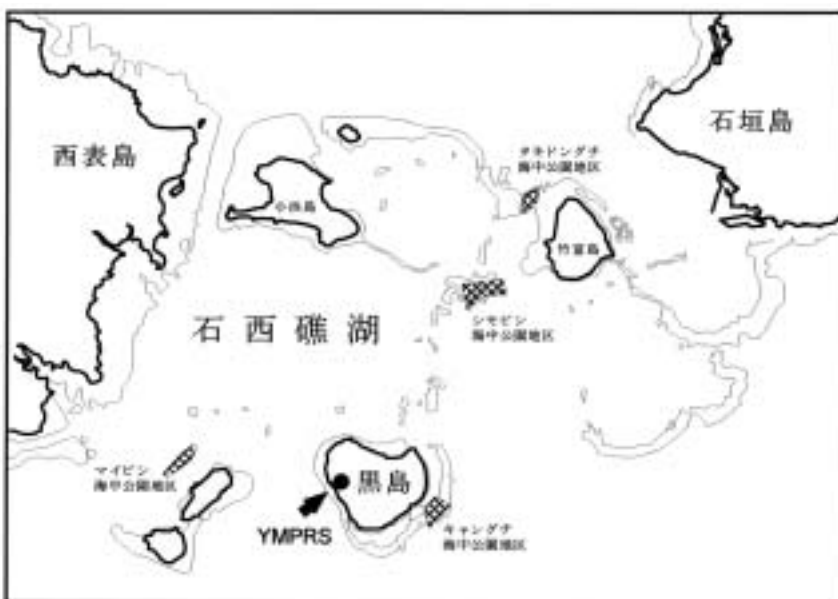 西表島
石垣島
タキドングチ
海中公園地区
小浜島
竹富島
シモビシ
海中公園地区
石西礁湖
マイビシ
海中公園地区
黒島
YMPRS
キャングチ
海中公園地区